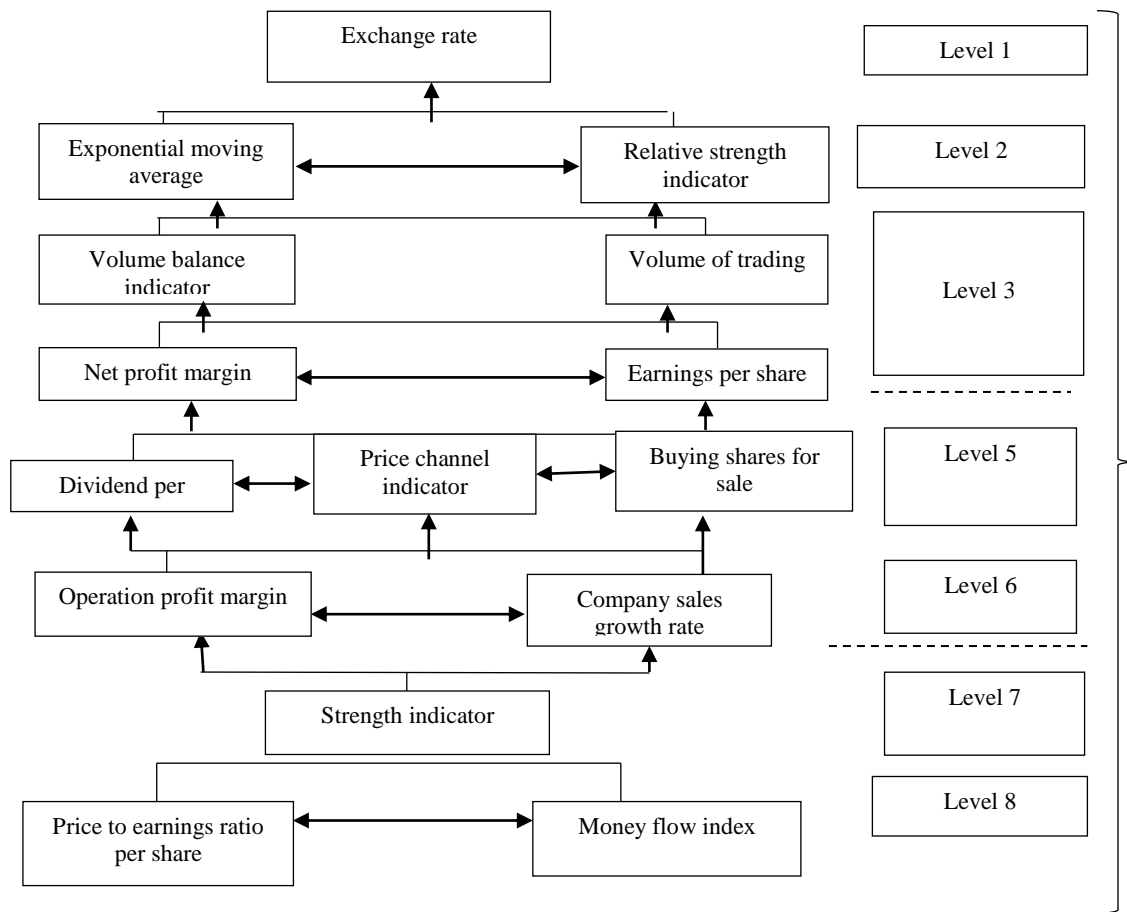 Exchange rate
Level 1
Exponential moving
average
Relative strength
indicator
Level 2
Volume balance
indicator
Volume of trading
Level 3
Net profit margin
Earnings per share
Dividend per
Price channel
indicator
Buying shares for
sale
Level 5
Operation profit margin
Company sales
growth rate
Level 6
Strength indicator
Level 7
Price to earnings ratio
per share
Money flow index
Level 8